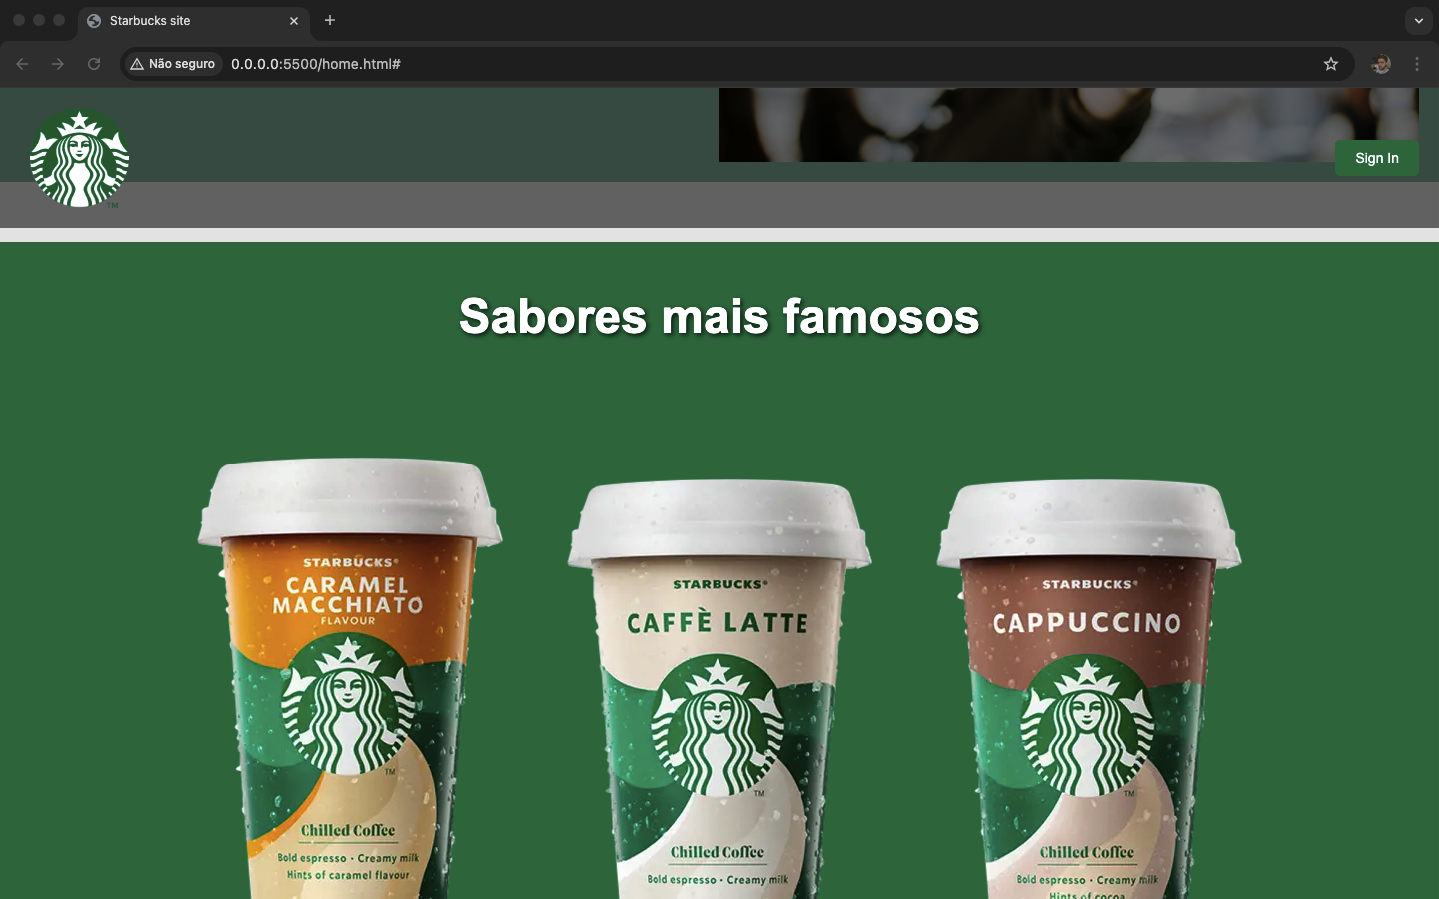 Starbucks site
Não seguro
0.0.0.0:5500/home.html#
TM
Sign In
Sabores mais famosos
STARBUCKS®
CARAMEL
MACCHIATO
FLAVOUR
TM
Chilled Coffee
Bold espresso • Creamy milk
Hints of caramel flavour
STARBUCKS®
CAFFÈ LATTE
TM
Chilled Coffee
Bold espresso • Creamy milk
STARBUCKS®
CAPPUCCINO
TM
Chilled Coffee
Bold espresso • Creamy milk
Hints of cocoa